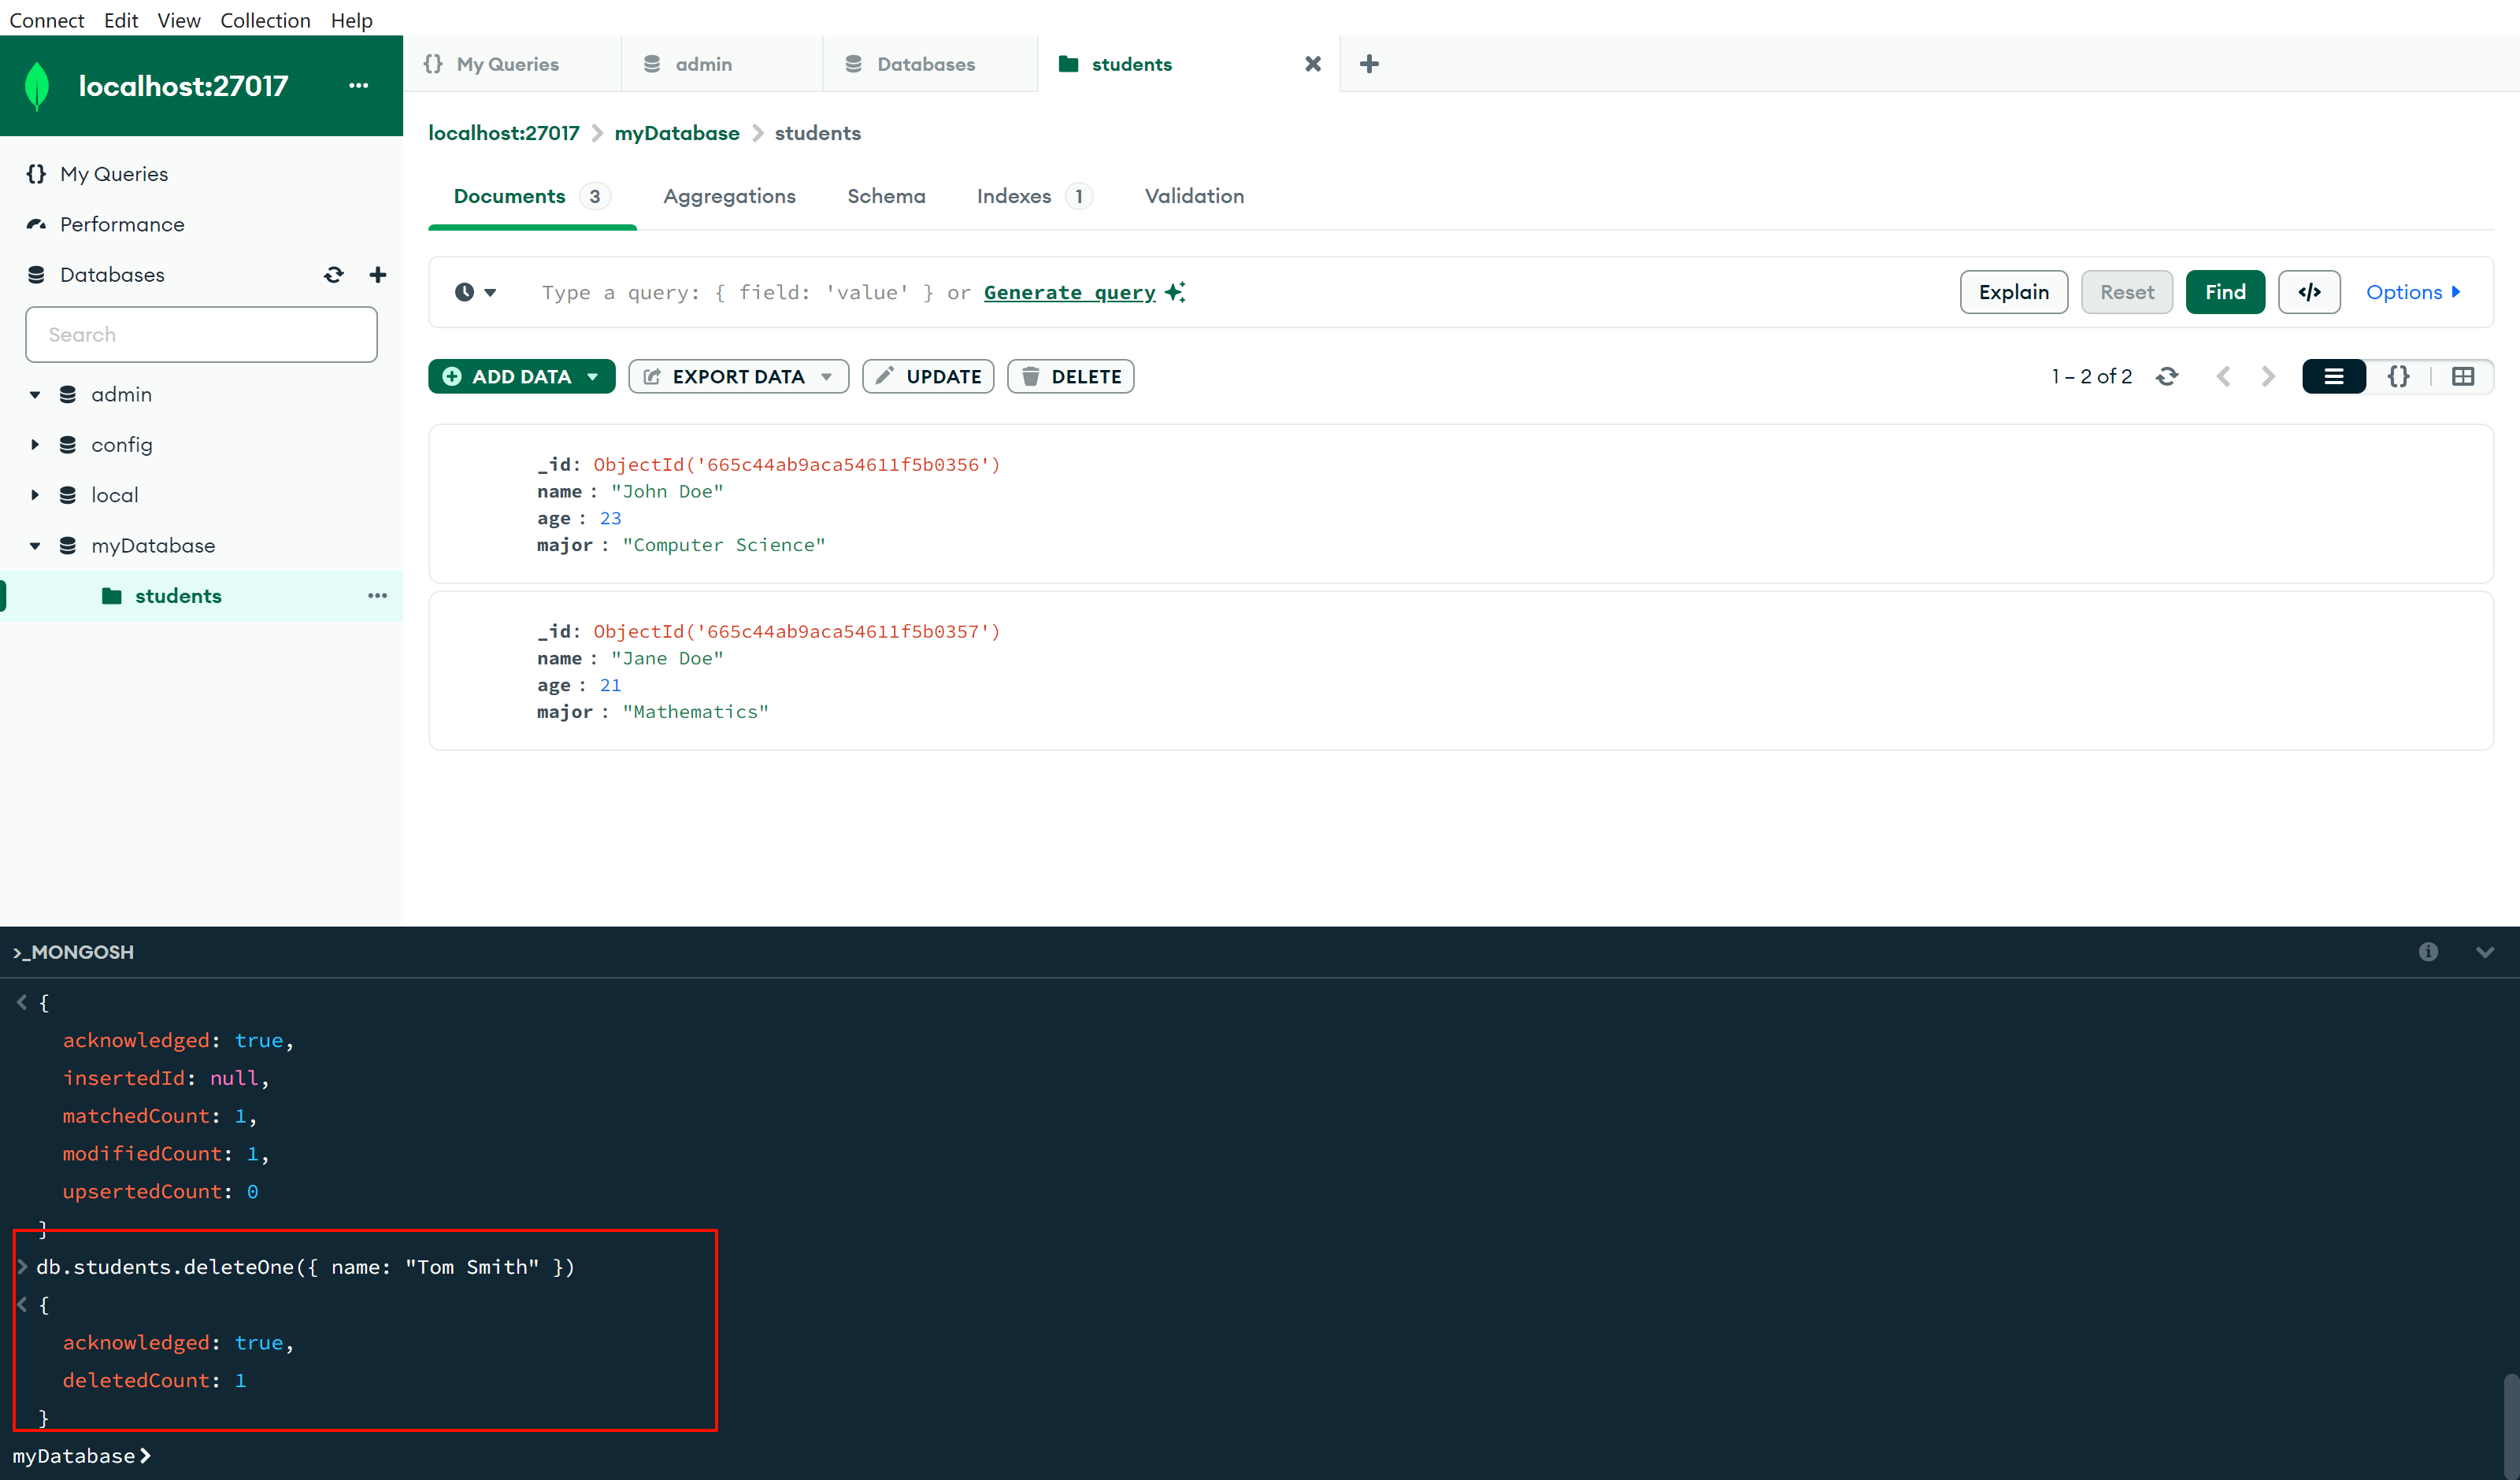 Connect Edit View Collection Help
localhost:27017 ...
{} My Queries
admin
Databases
students
localhost:27017 > myDatabase > students
My Queries
Performance
Databases
Search
admin
config
local
myDatabase
students ...
Documents 3 Aggregations Schema Indexes 1 Validation
Type a query: { field: 'value' } or Generate query
Explain Reset Find </> Options
ADD DATA EXPORT DATA UPDATE DELETE
1 – 2 of 2
_id: ObjectId('665c44ab9aca54611f5b0356')
name : "John Doe"
age : 23
major : "Computer Science"
_id: ObjectId('665c44ab9aca54611f5b0357')
name : "Jane Doe"
age : 21
major : "Mathematics"
>_MONGOSH
< {
acknowledged: true,
insertedId: null,
matchedCount: 1,
modifiedCount: 1,
upsertedCount: 0
}
> db.students.deleteOne({ name: "Tom Smith" })
< {
acknowledged: true,
deletedCount: 1
}
myDatabase>